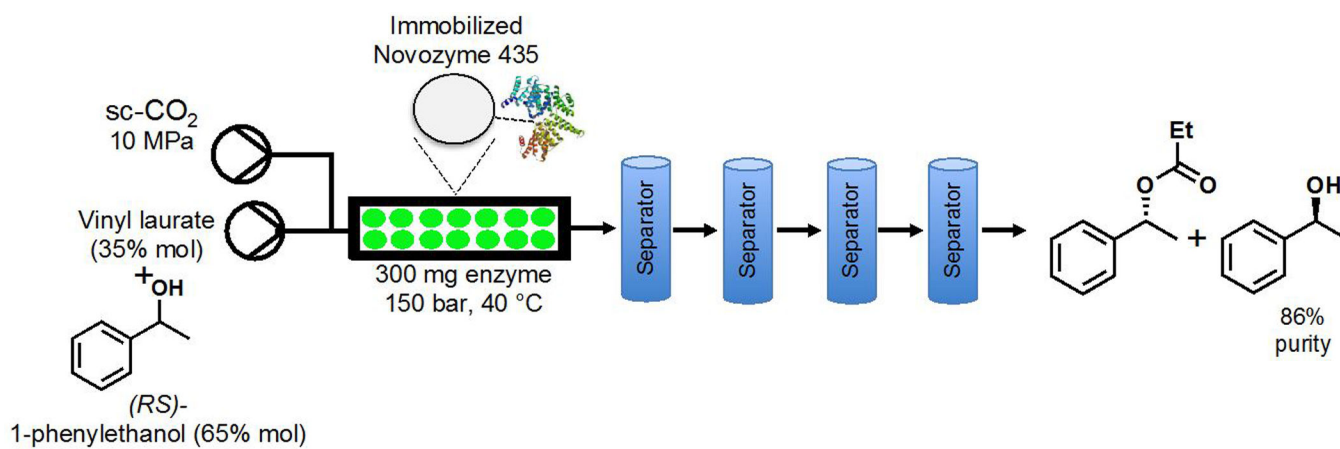 Immobilized
Novozyme 435
sc-CO₂
10 MPa
Vinyl laurate
(35% mol)
+
OH
(RS)-
1-phenylethanol (65% mol)
300 mg enzyme
150 bar, 40 °C
Separator
Separator
Separator
Separator
Et
O
O
+
OH
86%
purity